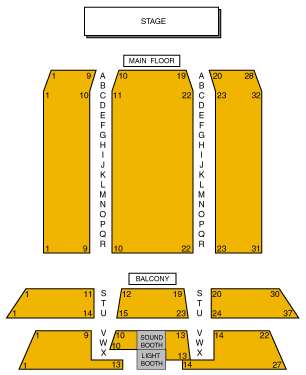 STAGE
MAIN FLOOR
1 9 A 10 19 A 20 28
B B
1 10 C 11 22 C 23 32
D D
E E
F F
G G
H H
I I
J J
K K
L L
M M
N N
O O
P P
Q Q
1 9 R 10 22 R 23 31
BALCONY
1 11 S 12 19 S 20 30
T T
1 14 U 15 23 U 24 37
1 9 V 10 SOUND BOOTH 13 V 14 22
W 10 W
X LIGHT BOOTH 13 X
1 13 14 27